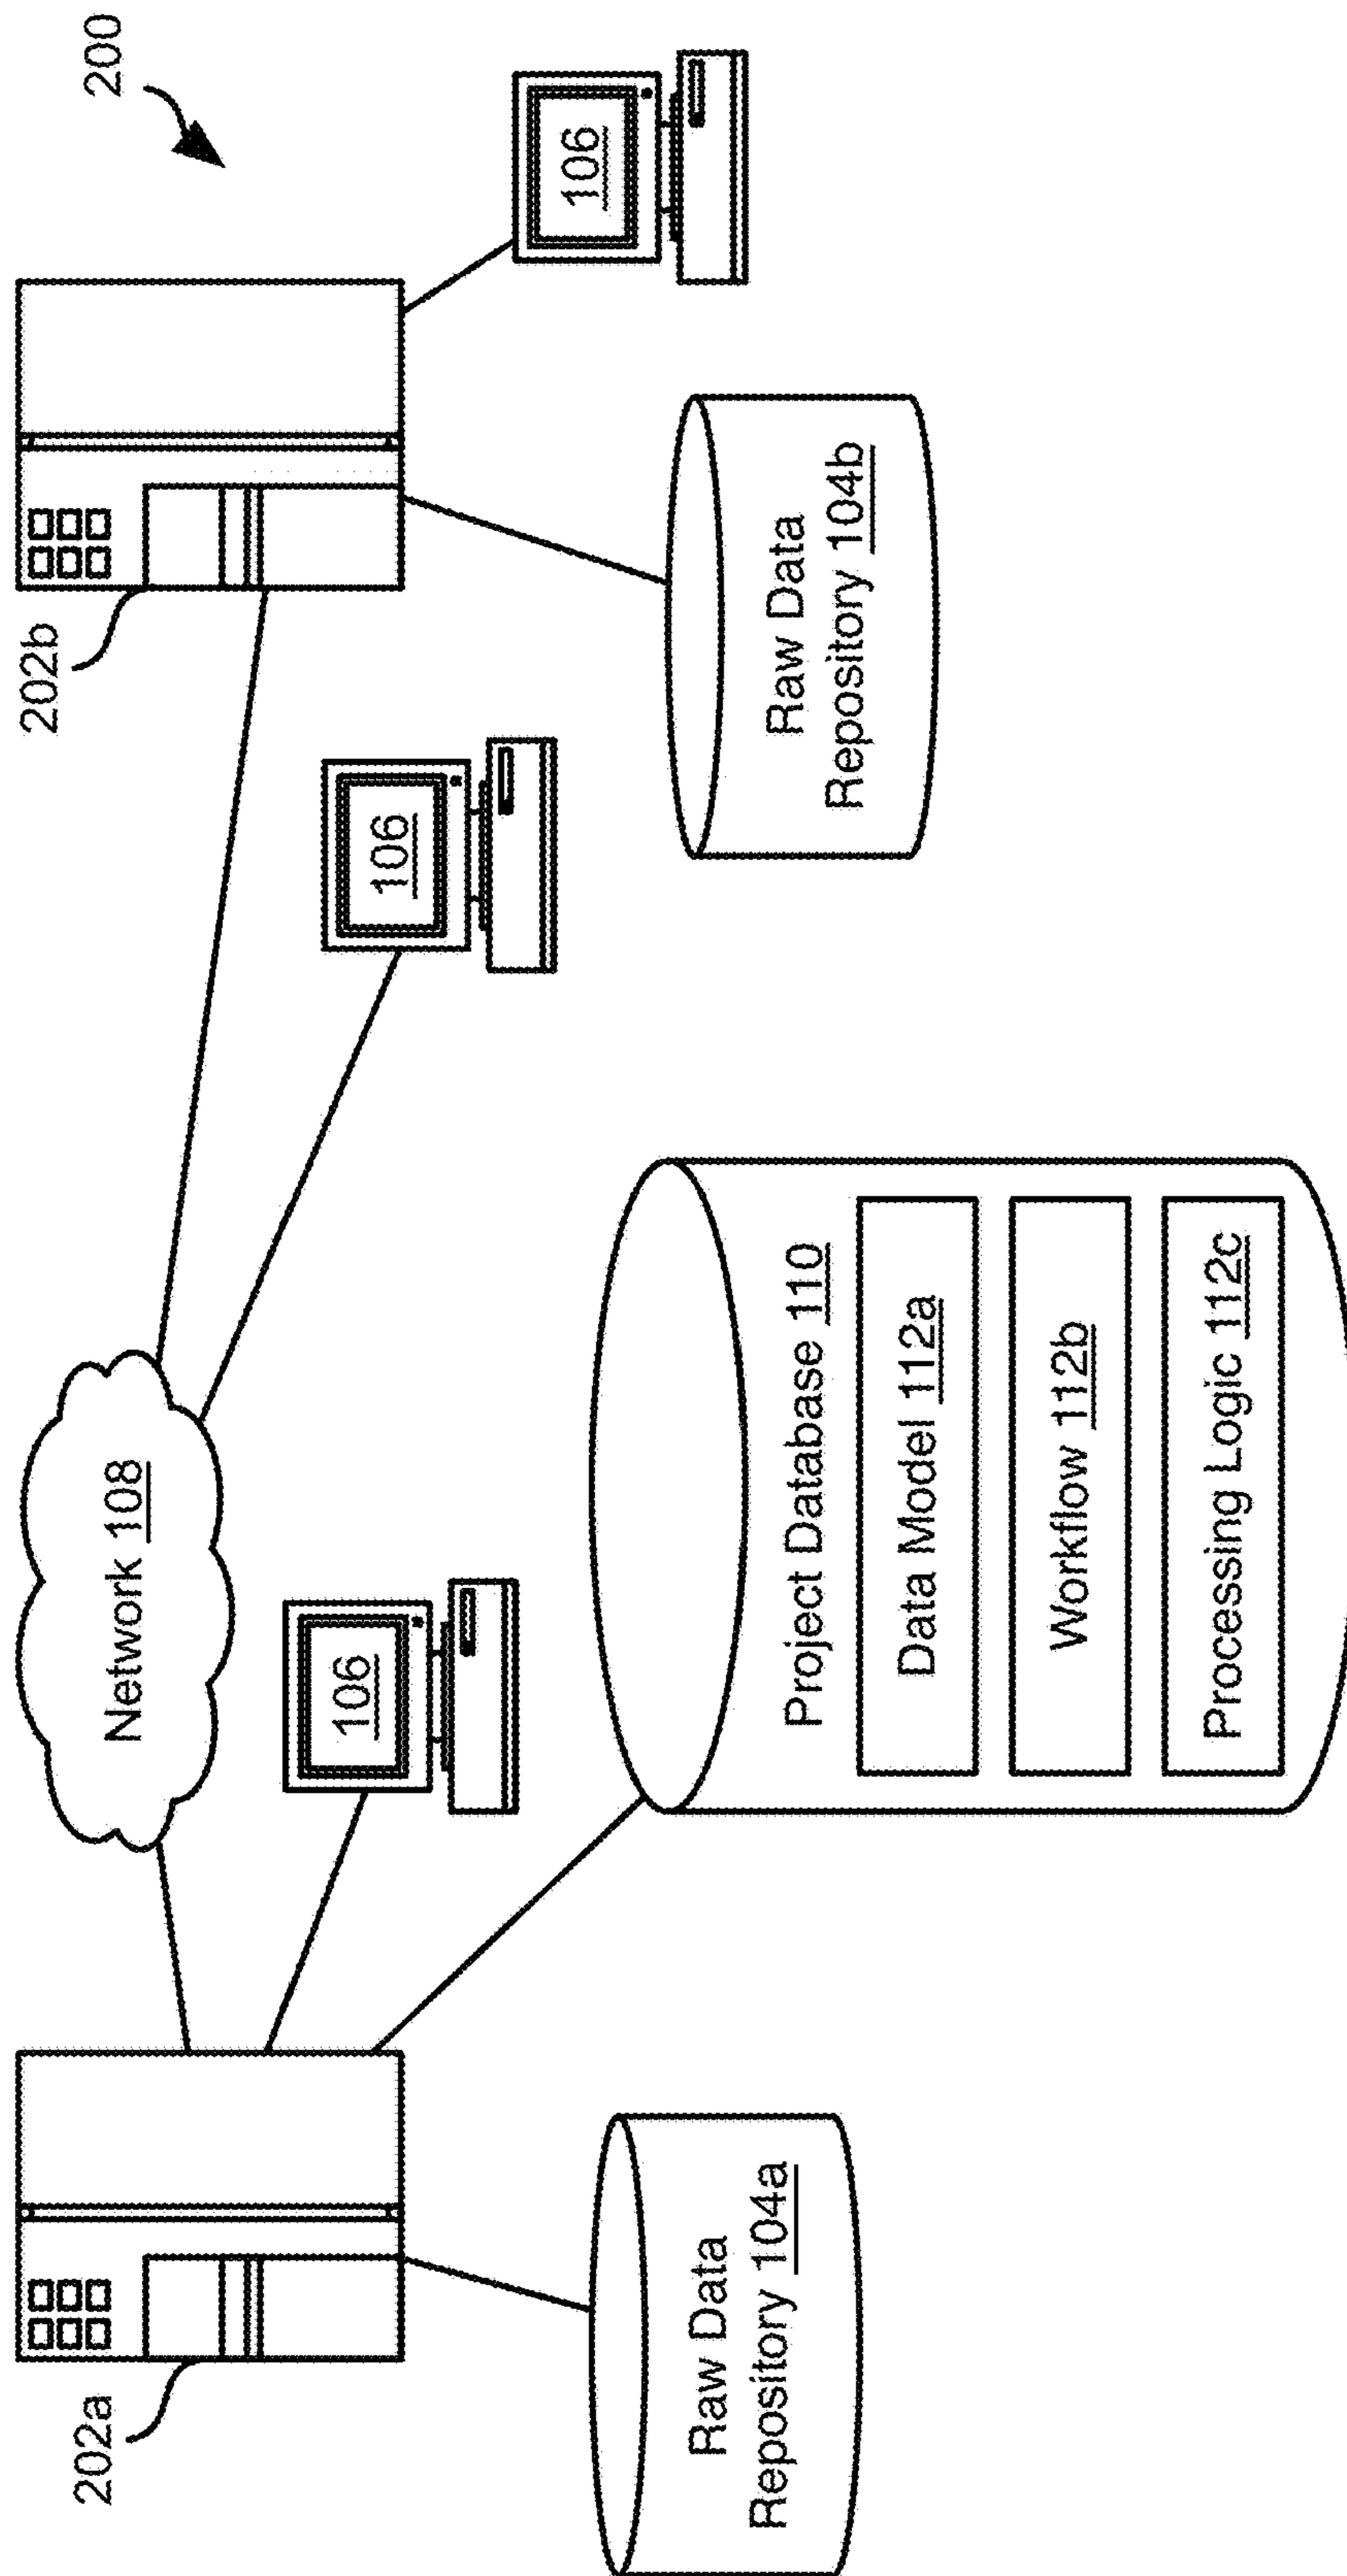 200
202a
Network 108
202b
106
106
106
Raw Data
Repository 104a
Project Database 110
Data Model 112a
Workflow 112b
Processing Logic 112c
Raw Data
Repository 104b